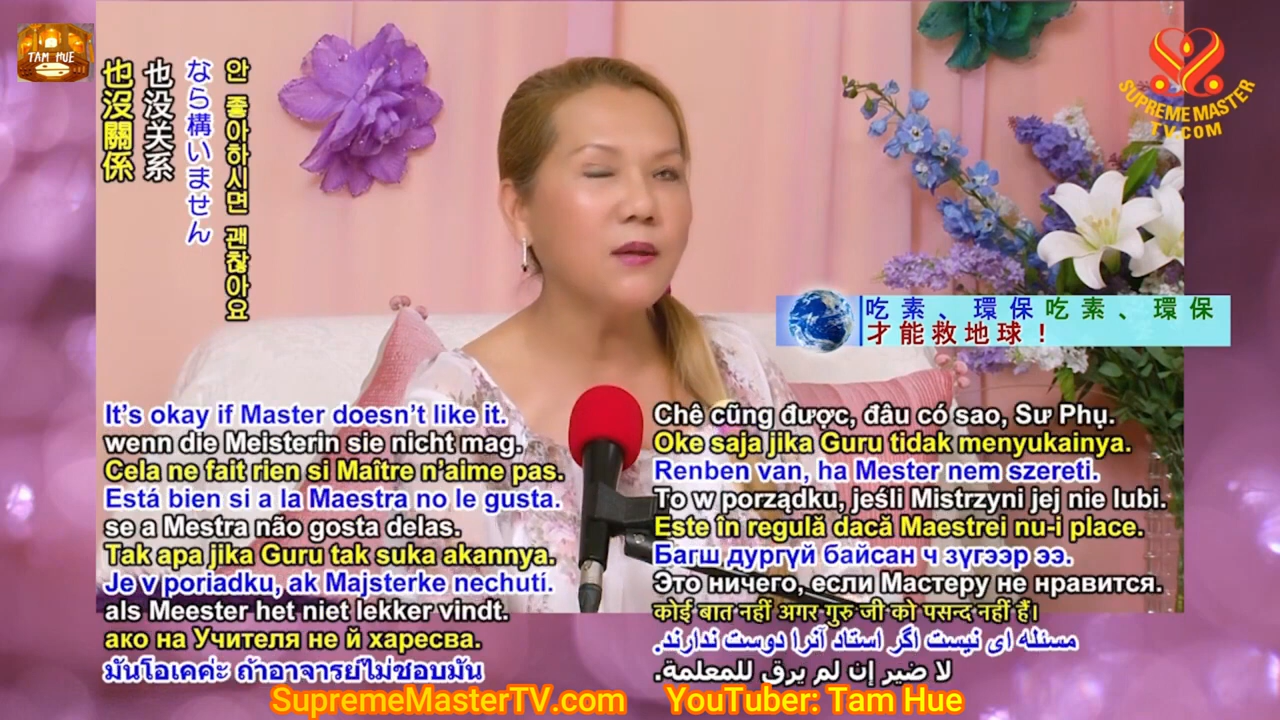 TAM HUE
也沒關係
也没关系
なら構いません
안 좋아하시면 괜찮아요
SUPREME MASTER
TV.COM
吃素、環保吃素、環保
才能救地球！
It's okay if Master doesn't like it.
wenn die Meisterin sie nicht mag.
Cela ne fait rien si Maître n'aime pas.
Está bien si a la Maestra no le gusta.
se a Mestra não gosta delas.
Tak apa jika Guru tak suka akannya.
Je v poriadku, ak Majsterke nechutí.
als Meester het niet lekker vindt.
ако на Учителя не й харесва.
มันโอเคค่ะ ถ้าอาจารย์ไม่ชอบมัน
Chê cũng được, đâu có sao, Sư Phụ.
Oke saja jika Guru tidak menyukainya.
Renben van, ha Mester nem szereti.
To w porządku, jeśli Mistrzyni jej nie lubi.
Este în regulă dacă Maestrei nu-i place.
Багш дургүй байсан ч зүгээр ээ.
Это ничего, если Мастеру не нравится.
कोई बात नहीं अगर गुरु जी को पसन्द नहीं हैं।
مسئله ای نیست اگر استاد آنرا دوست ندارند.
لا ضير إن لم يرق للمعلمة.
SupremeMasterTV.com YouTuber: Tam Hue